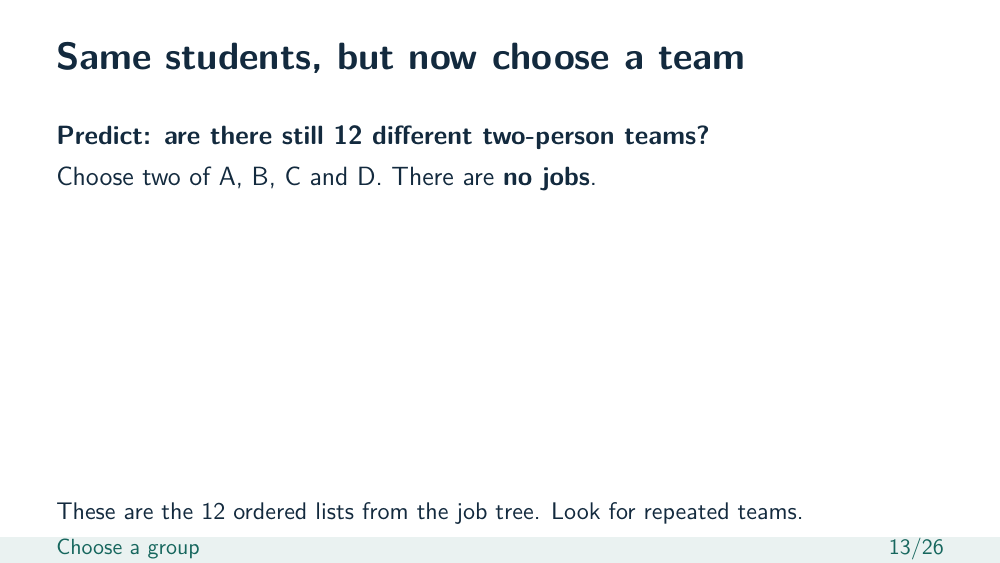 Same students, but now choose a team
Predict: are there still 12 different two-person teams?
Choose two of A, B, C and D. There are no jobs.
These are the 12 ordered lists from the job tree. Look for repeated teams.
Choose a group
13/26